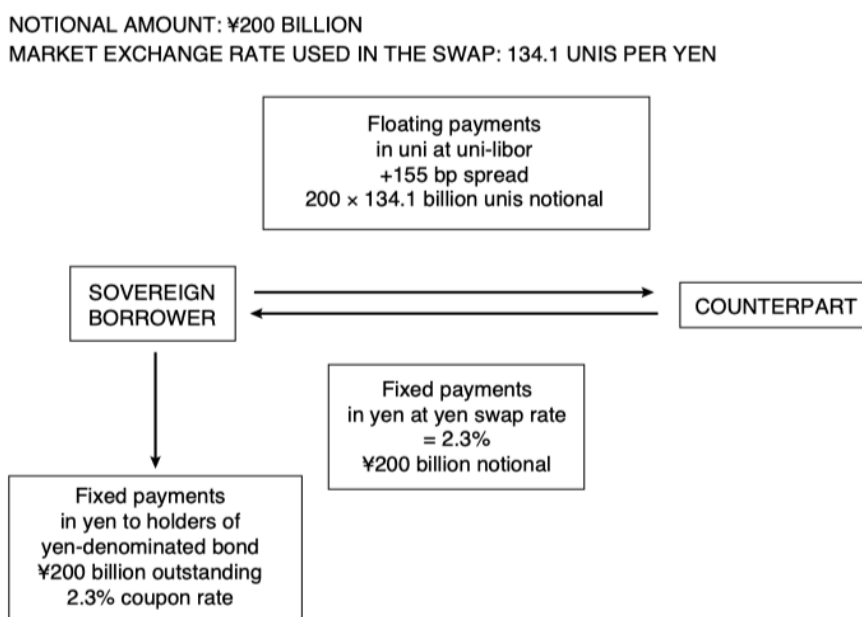 NOTIONAL AMOUNT: ¥200 BILLION
MARKET EXCHANGE RATE USED IN THE SWAP: 134.1 UNIS PER YEN
Floating payments
in uni at uni-libor
+155 bp spread
200 × 134.1 billion unis notional
SOVEREIGN
BORROWER
COUNTERPART
Fixed payments
in yen at yen swap rate
= 2.3%
¥200 billion notional
Fixed payments
in yen to holders of
yen-denominated bond
¥200 billion outstanding
2.3% coupon rate